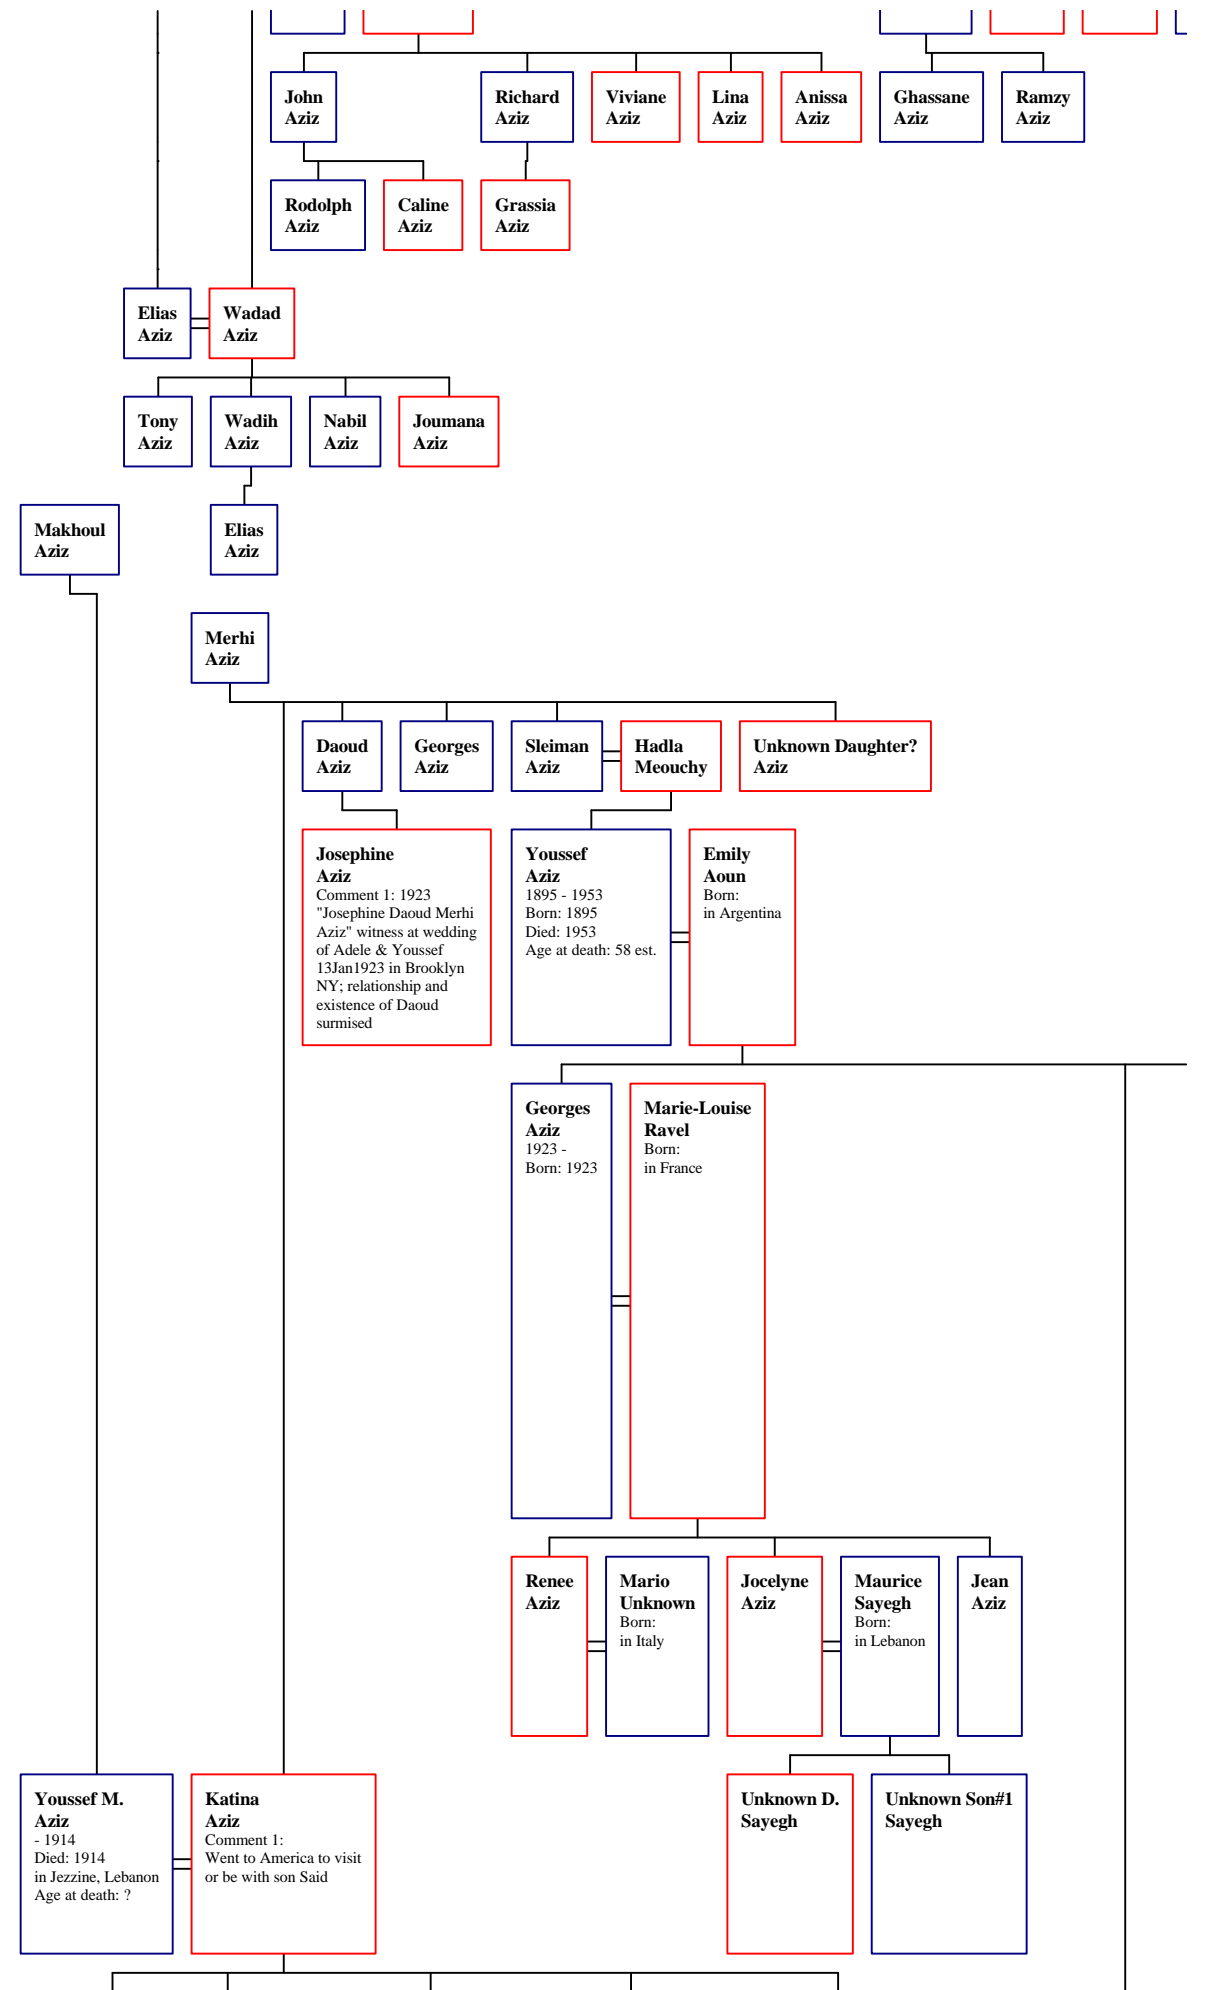 John
Aziz
Richard
Aziz
Viviane
Aziz
Lina
Aziz
Anissa
Aziz
Ghassane
Aziz
Ramzy
Aziz
Rodolph
Aziz
Caline
Aziz
Grassia
Aziz
Elias
Aziz
Wadad
Aziz
Tony
Aziz
Wadih
Aziz
Nabil
Aziz
Joumana
Aziz
Makhoul
Aziz
Elias
Aziz
Merhi
Aziz
Daoud
Aziz
Georges
Aziz
Sleiman
Aziz
Hadla
Meouchy
Unknown Daughter?
Aziz
Josephine
Aziz
Comment 1: 1923
"Josephine Daoud Merhi
Aziz" witness at wedding
of Adele & Youssef
13Jan1923 in Brooklyn
NY; relationship and
existence of Daoud
surmised
Youssef
Aziz
1895 - 1953
Born: 1895
Died: 1953
Age at death: 58 est.
Emily
Aoun
Born:
in Argentina
Georges
Aziz
1923 -
Born: 1923
Marie-Louise
Ravel
Born:
in France
Renee
Aziz
Mario
Unknown
Born:
in Italy
Jocelyne
Aziz
Maurice
Sayegh
Born:
in Lebanon
Jean
Aziz
Youssef M.
Aziz
- 1914
Died: 1914
in Jezzine, Lebanon
Age at death: ?
Katina
Aziz
Comment 1:
Went to America to visit
or be with son Said
Unknown D.
Sayegh
Unknown Son#1
Sayegh